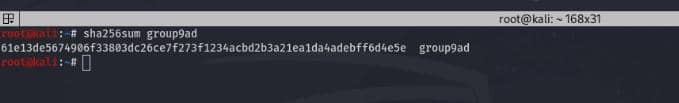 root@kali: ~ 168x31
root@kali:~# sha256sum group9ad
61e13de5674906f33803dc26ce7f273f1234acbd2b3a21ea1da4adebff6d4e5e  group9ad
root@kali:~#